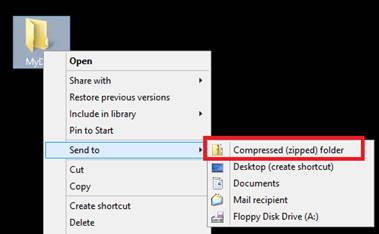 MyD
Open
Share with
Restore previous versions
Include in library
Pin to Start
Send to
Cut
Copy
Create shortcut
Delete
Compressed (zipped) folder
Desktop (create shortcut)
Documents
Mail recipient
Floppy Disk Drive (A:)